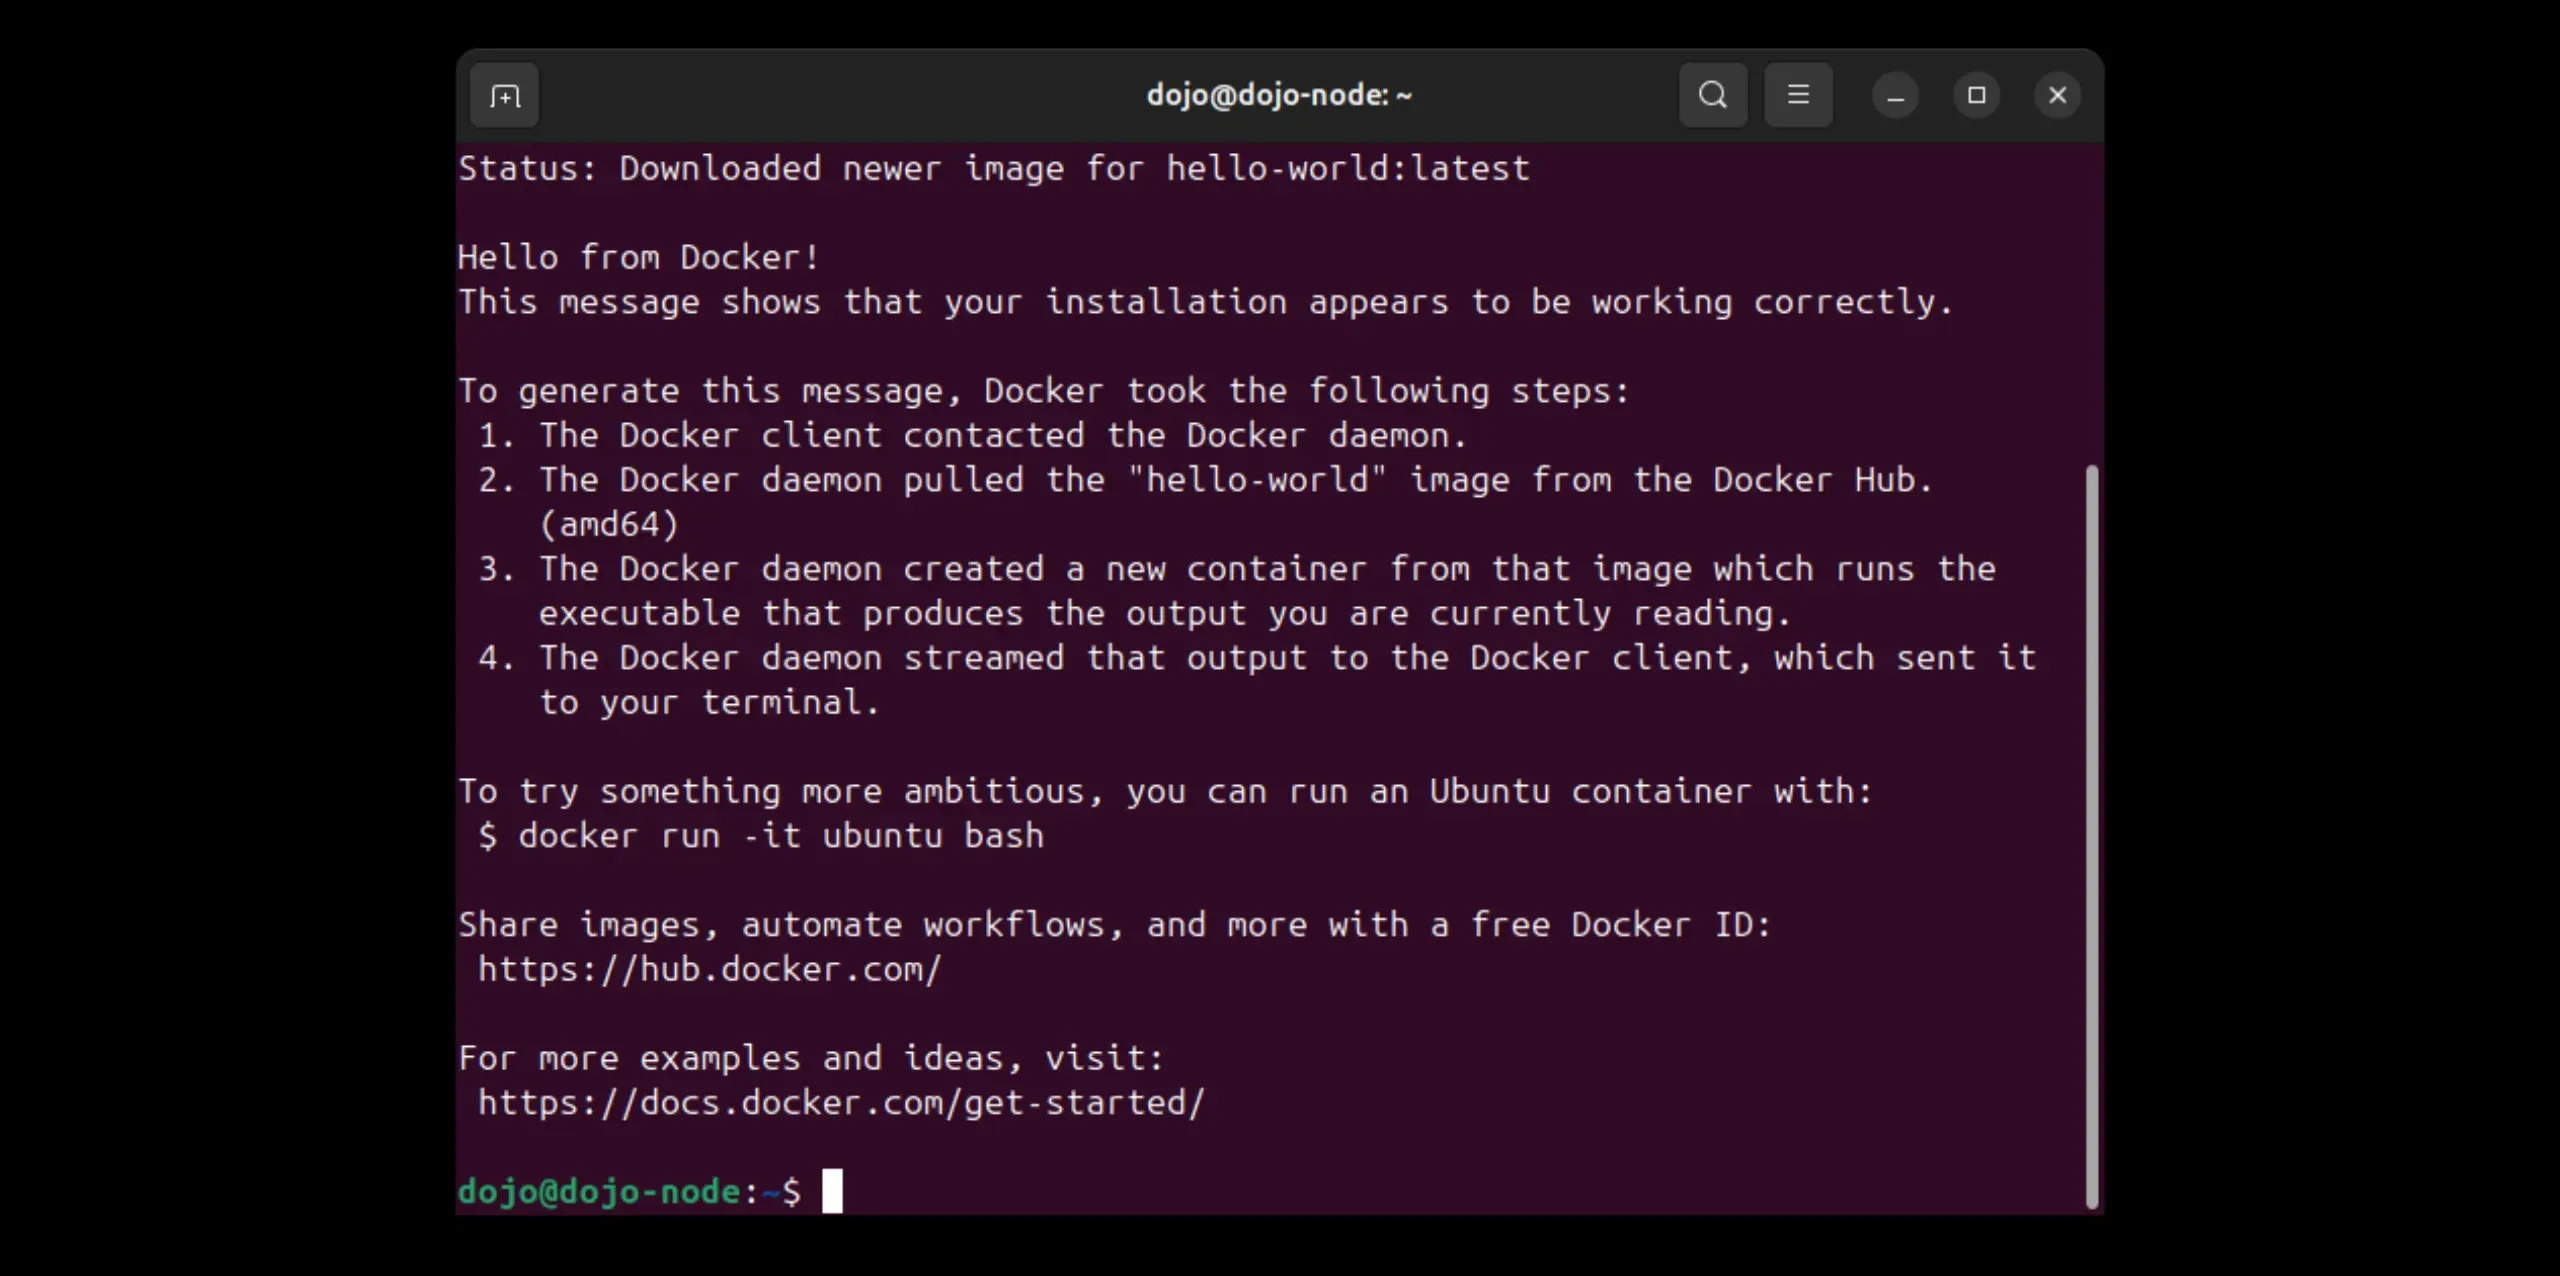 dojo@dojo-node: ~
Status: Downloaded newer image for hello-world:latest
Hello from Docker!
This message shows that your installation appears to be working correctly.
To generate this message, Docker took the following steps:
1. The Docker client contacted the Docker daemon.
2. The Docker daemon pulled the "hello-world" image from the Docker Hub.
(amd64)
3. The Docker daemon created a new container from that image which runs the
executable that produces the output you are currently reading.
4. The Docker daemon streamed that output to the Docker client, which sent it
to your terminal.
To try something more ambitious, you can run an Ubuntu container with:
$ docker run -it ubuntu bash
Share images, automate workflows, and more with a free Docker ID:
https://hub.docker.com/
For more examples and ideas, visit:
https://docs.docker.com/get-started/
dojo@dojo-node:~$